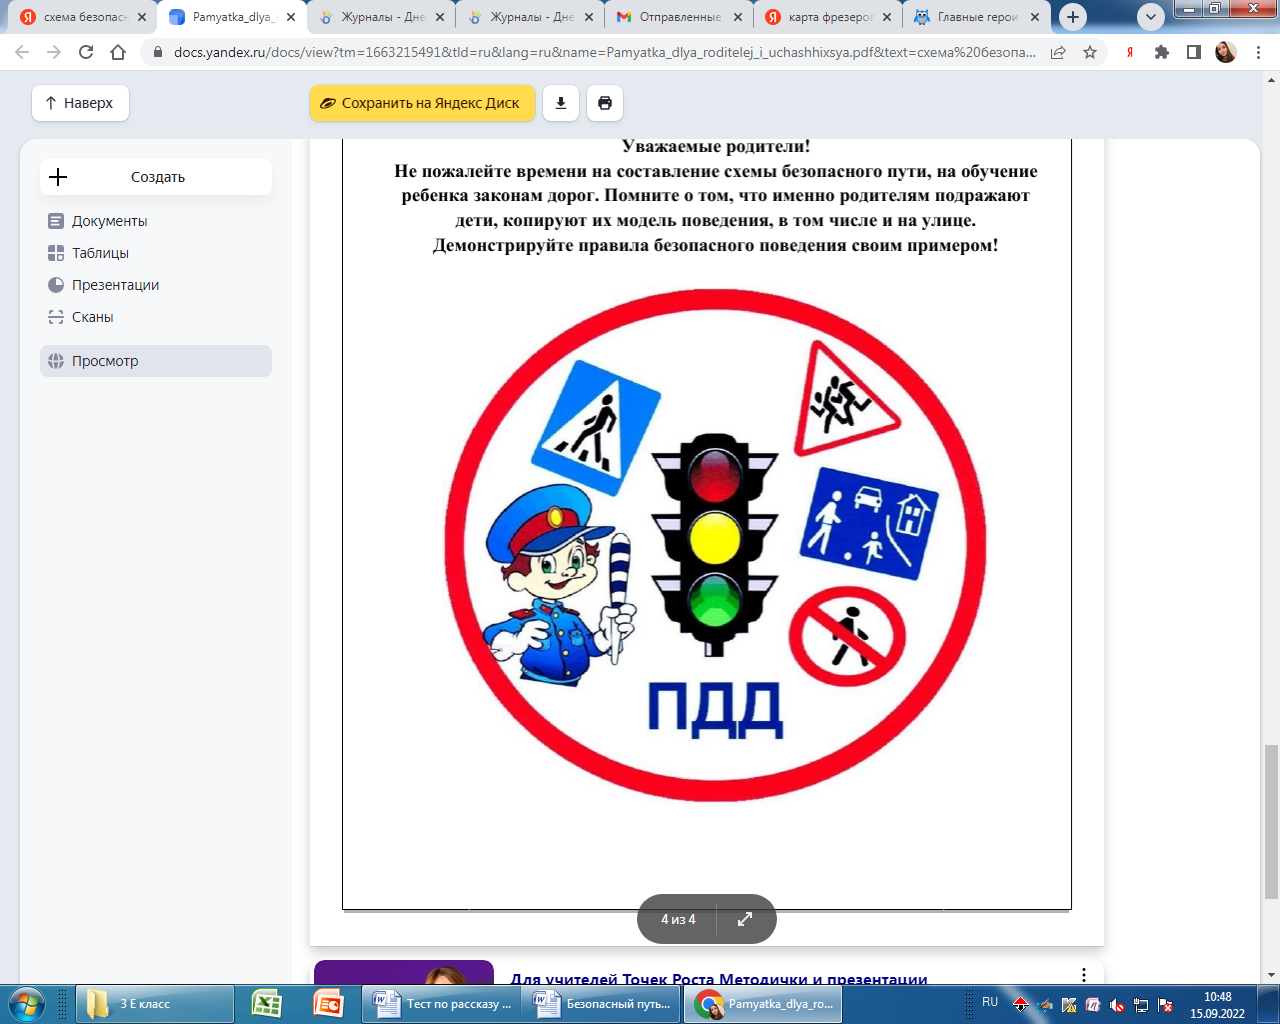 схема безопасн
Pamyatka_dlya_
Журналы - Дне
Журналы - Дне
Отправленные
карта фрезеров
Главные герои
docs.yandex.ru/docs/view?tm=1663215491&tld=ru&lang=ru&name=Pamyatka_dlya_roditelej_i_uchashhixsya.pdf&text=схема%20безопа...
Наверх
Сохранить на Яндекс Диск
Создать
Документы
Таблицы
Презентации
Сканы
Просмотр
Уважаемые родители!
Не пожалейте времени на составление схемы безопасного пути, на обучение
ребенка законам дорог. Помните о том, что именно родителям подражают
дети, копируют их модель поведения, в том числе и на улице.
Демонстрируйте правила безопасного поведения своим примером!
ПДД
4 из 4
Для учителей Точек Роста Методички и презентации
3 Е класс
Тест по рассказу ...
Безопасный путь...
Pamyatka_dlya_ro...
RU
10:48
15.09.2022